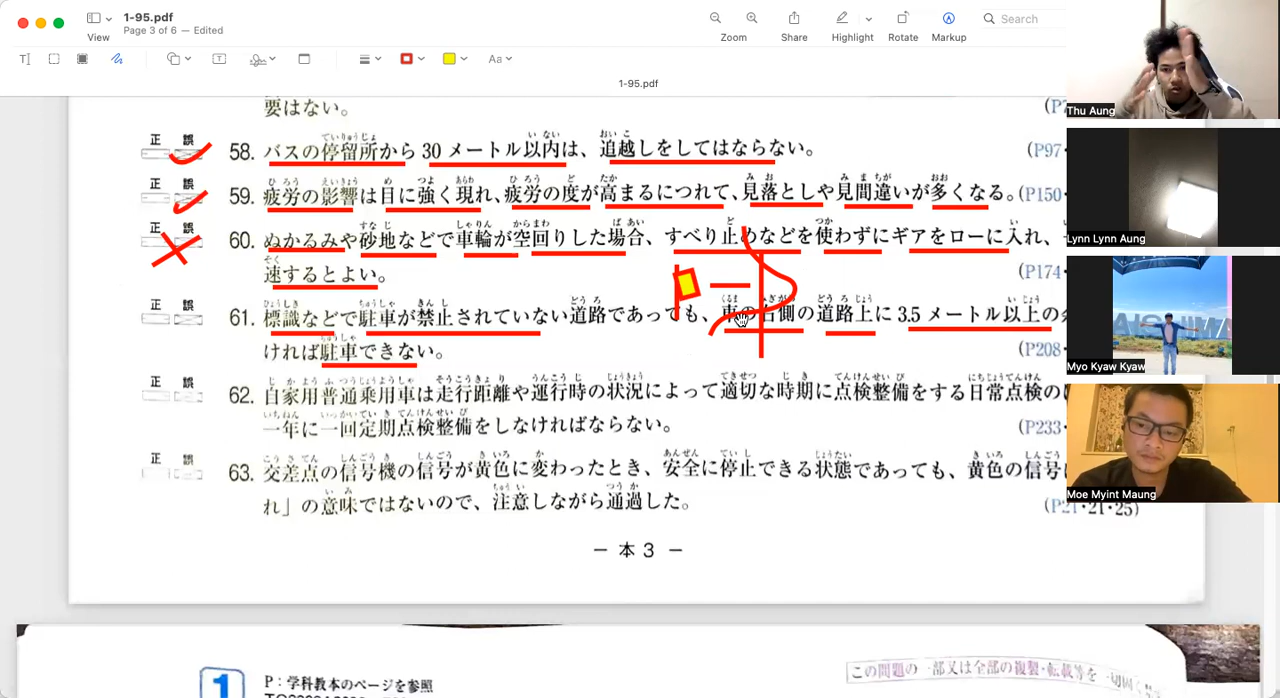 1-95.pdf
Page 3 of 6 — Edited
View
Zoom
Share
Highlight
Rotate
Markup
Search
Aa
1-95.pdf
Thu Aung
Lynn Lynn Aung
Myo Kyaw Kyaw
Moe Myint Maung
要はない。
正 誤 58. バスの停留所から 30 メートル以内は、追越しをしてはならない。 (P97・
正 誤 59. 疲労の影響は目に強く現れ、疲労の度が高まるにつれて、見落としや見間違いが多くなる。(P150・
正 誤 60. ぬかるみや砂地などで車輪が空回りした場合、すべり止めなどを使わずにギアをローに入れ、
速するとよい。 (P174・
正 誤 61. 標識などで駐車が禁止されていない道路であっても、車の右側の道路上に 3.5 メートル以上の
ければ駐車できない。 (P208・
正 誤 62. 自家用普通乗用車は走行距離や運行時の状況によって適切な時期に点検整備をする日常点検の
一年に一回定期点検整備をしなければならない。 (P233・
正 誤 63. 交差点の信号機の信号が黄色に変わったとき、安全に停止できる状態であっても、黄色の信号
れ」の意味ではないので、注意しながら通過した。 (P21・21・25)
― 本 3 ―
1
P：学科教本のページを参照
この問題の一部又は全部の複製・転載等を一切